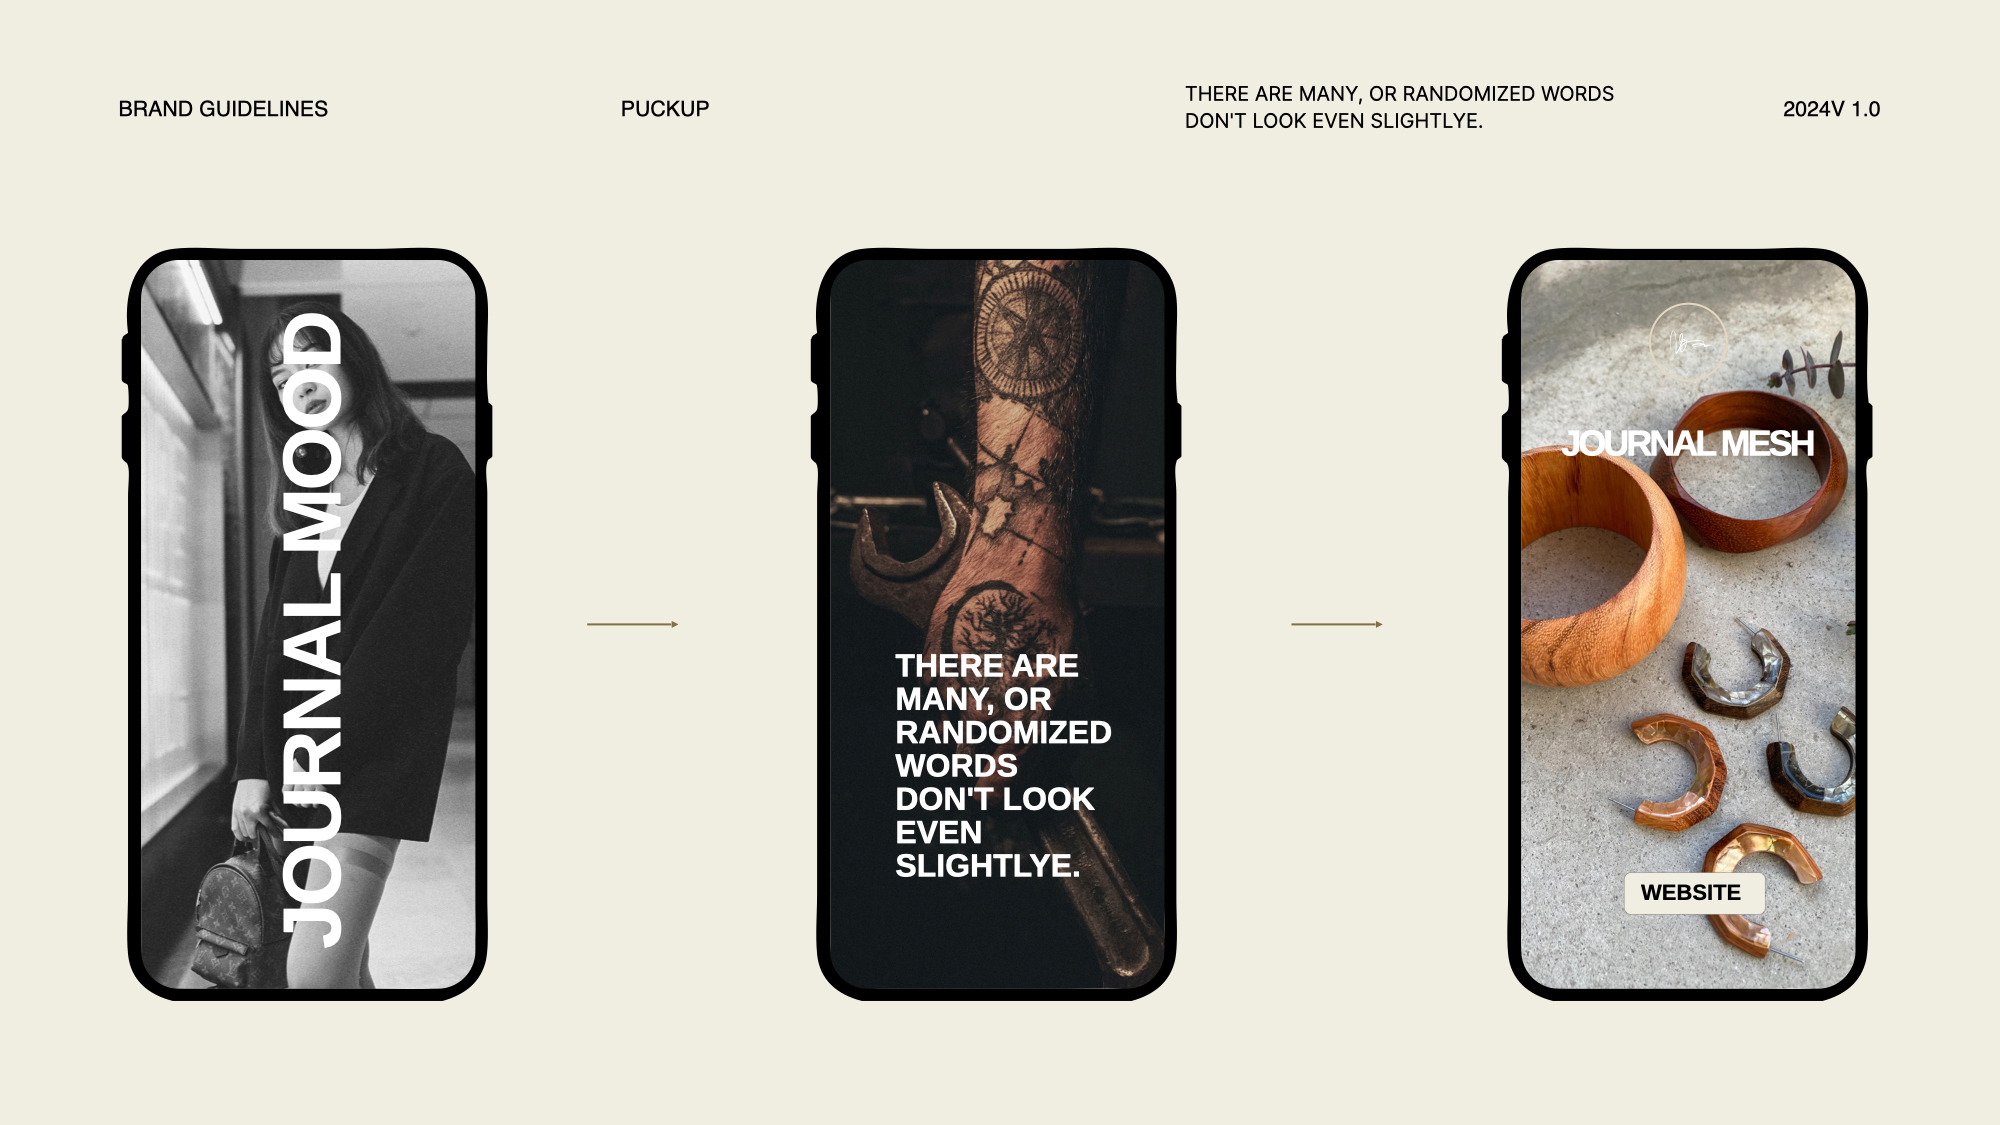 BRAND GUIDELINES
PUCKUP
THERE ARE MANY, OR RANDOMIZED WORDS
DON'T LOOK EVEN SLIGHTLYE.
2024V 1.0
JOURNAL MOOD
THERE ARE
MANY, OR
RANDOMIZED
WORDS
DON'T LOOK
EVEN
SLIGHTLYE.
JOURNAL MESH
WEBSITE